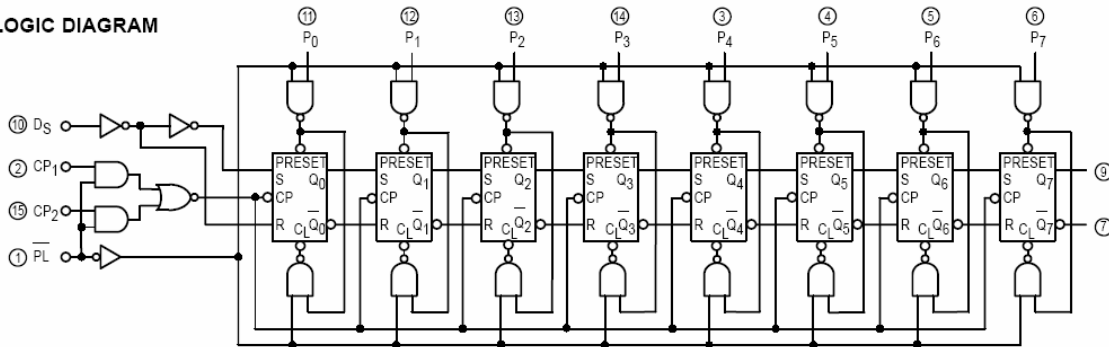 LOGIC DIAGRAM
11 12 13 14 3 4 5 6
P0 P1 P2 P3 P4 P5 P6 P7
10 DS
2 CP1
15 CP2
1 PL
PRESET PRESET PRESET PRESET PRESET PRESET PRESET PRESET
S Q0 S Q1 S Q2 S Q3 S Q4 S Q5 S Q6 S Q7 9
CP CP CP CP CP CP CP CP
R CL Q0 R CL Q1 R CL Q2 R CL Q3 R CL Q4 R CL Q5 R CL Q6 R CL Q7 7